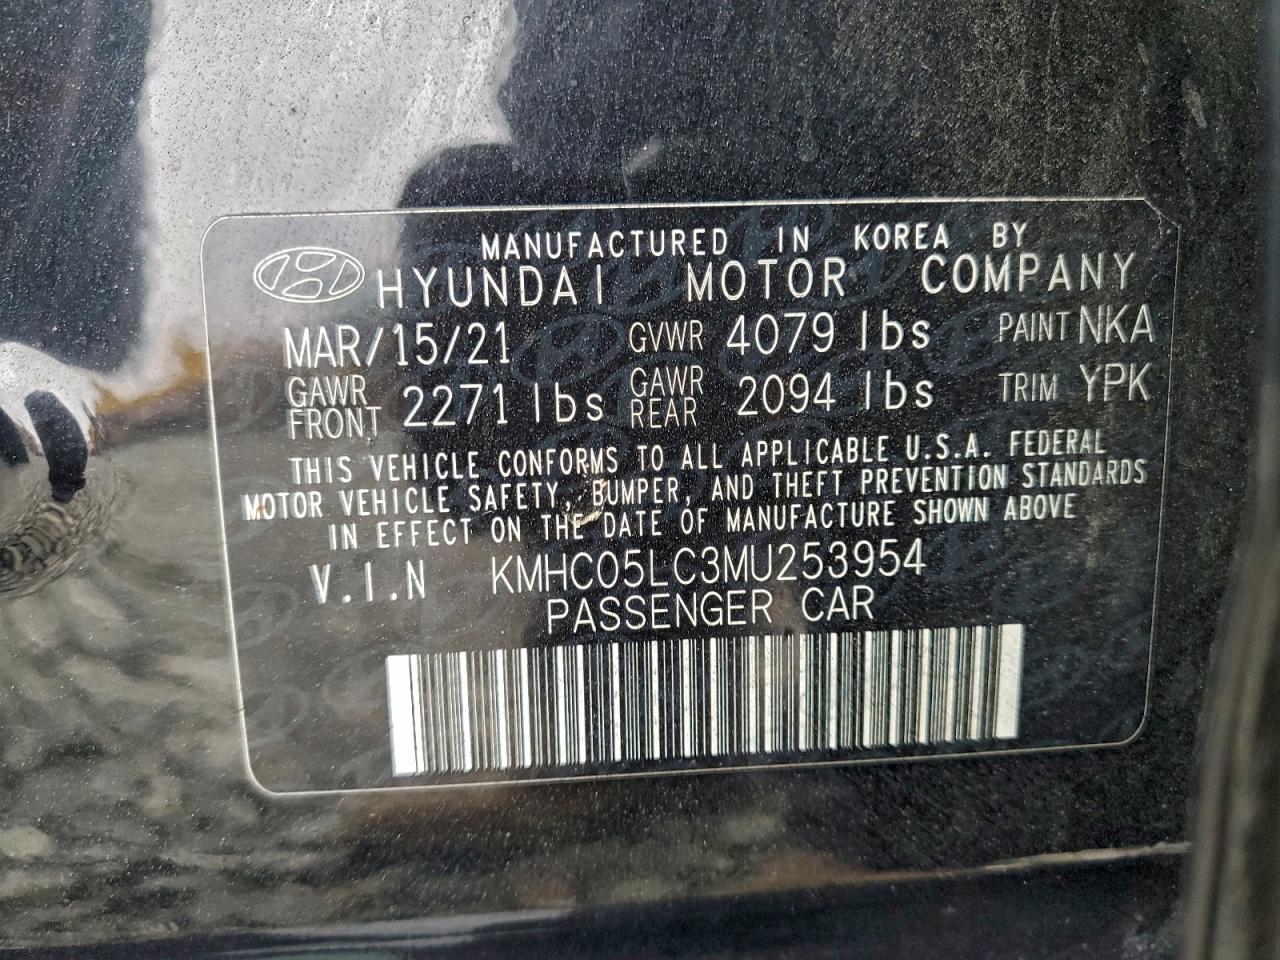 MANUFACTURED IN KOREA BY
HYUNDAI MOTOR COMPANY
MAR/15/21 GVWR 4079 lbs PAINT NKA
GAWR FRONT 2271 lbs GAWR REAR 2094 lbs TRIM YPK
THIS VEHICLE CONFORMS TO ALL APPLICABLE U.S.A. FEDERAL
MOTOR VEHICLE SAFETY, BUMPER, AND THEFT PREVENTION STANDARDS
IN EFFECT ON THE DATE OF MANUFACTURE SHOWN ABOVE
V.I.N KMHC05LC3MU253954
PASSENGER CAR